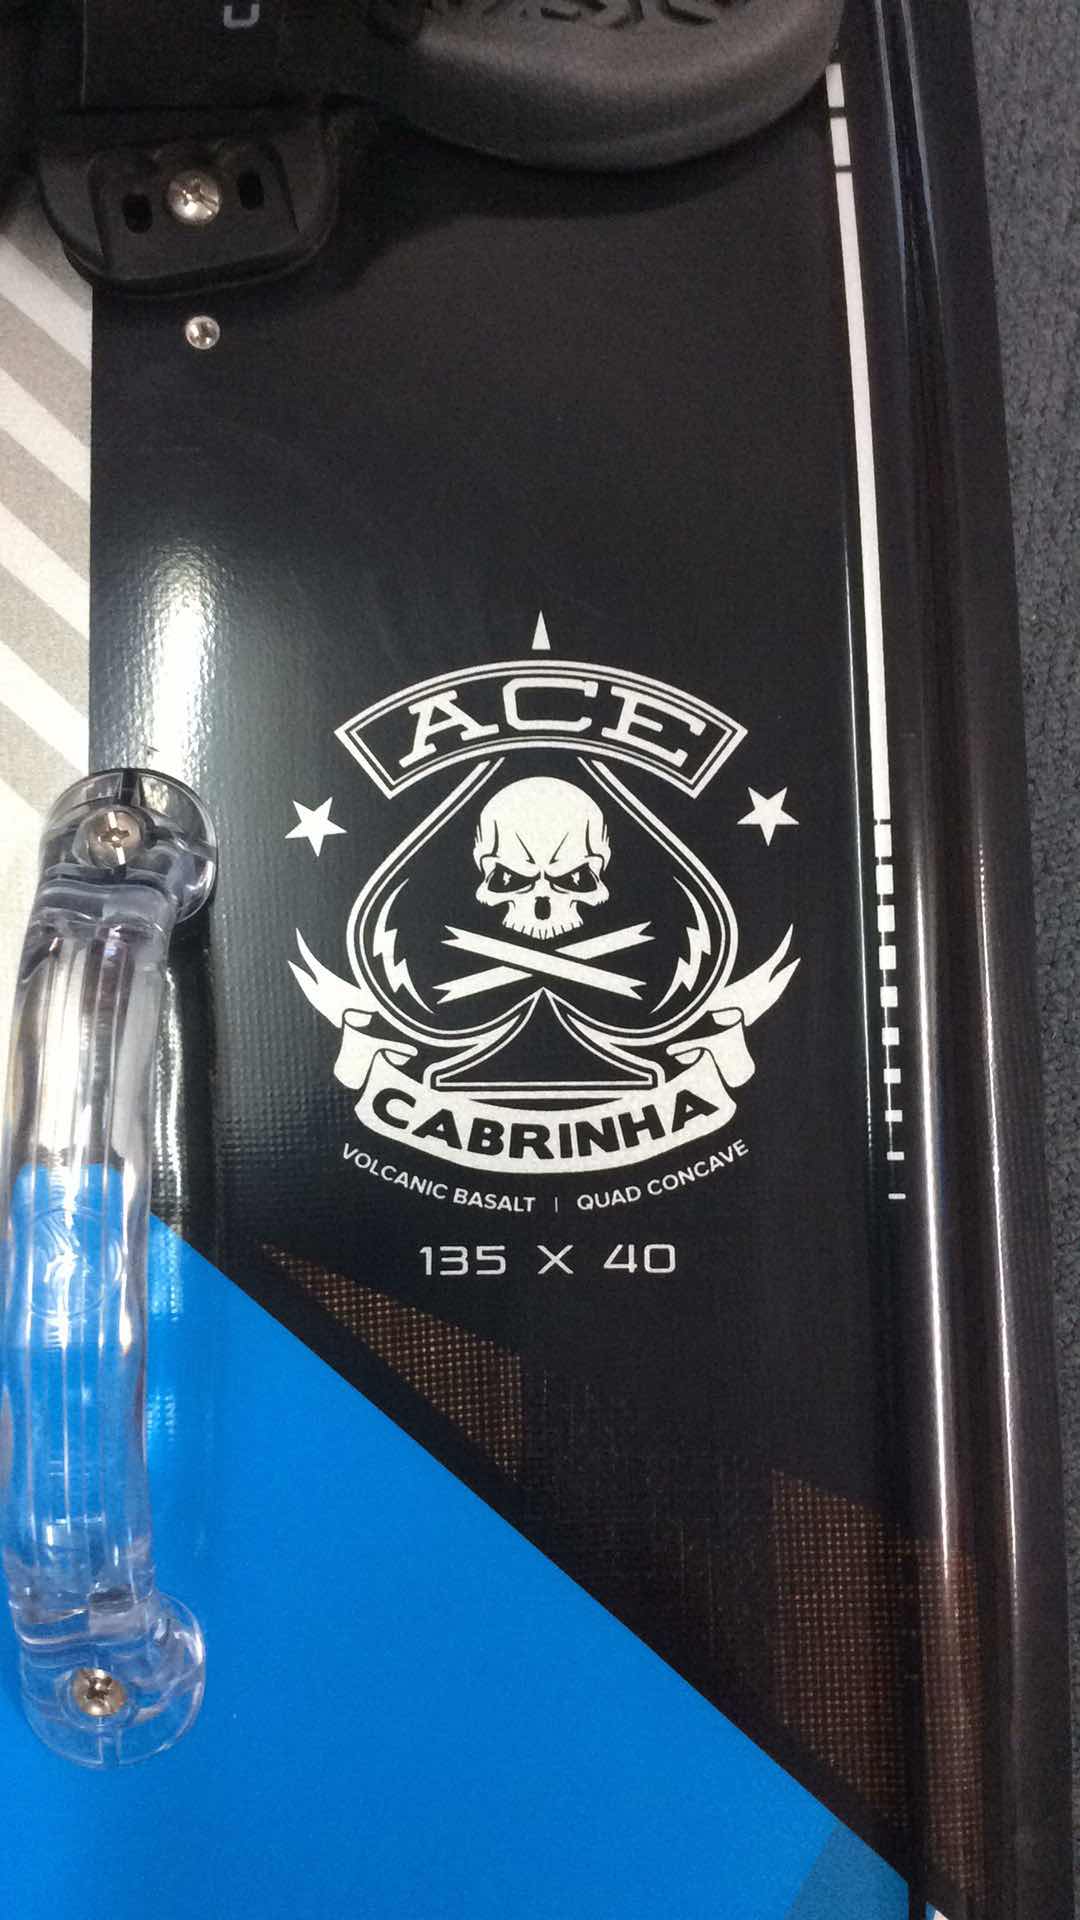 ACE
CABRINHA
VOLCANIC BASALT | QUAD CONCAVE
135 X 40